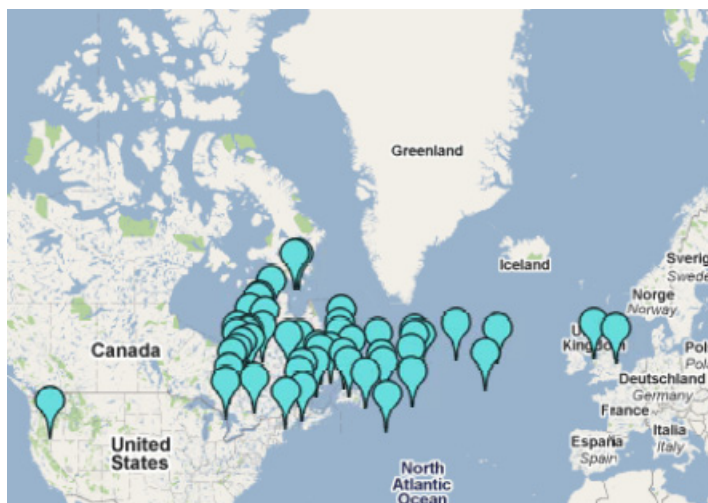 Greenland
Iceland
Sverig
Swede
Norge
Norway
Canada
Kingdom
Deutschland
Germany
France
United
States
España
Spain
Italia
Italy
North
Atlantic
Ocean